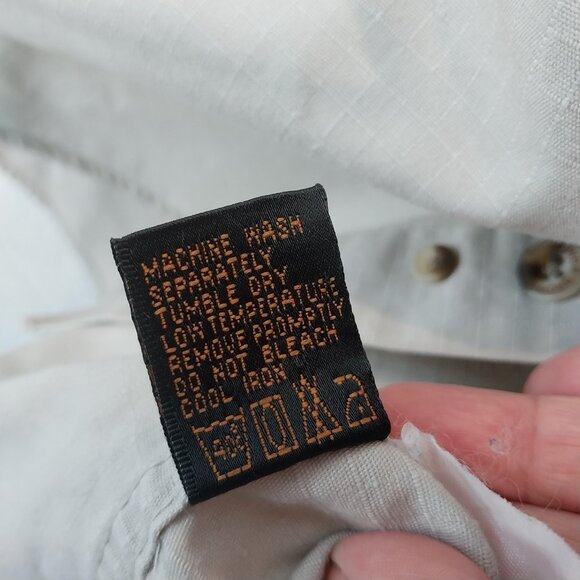 MACHINE WASH
SEPARATELY
TUMBLE DRY
LOW TEMPERATURE
REMOVE PROMPTLY
DO NOT BLEACH
COOL IRON
40°